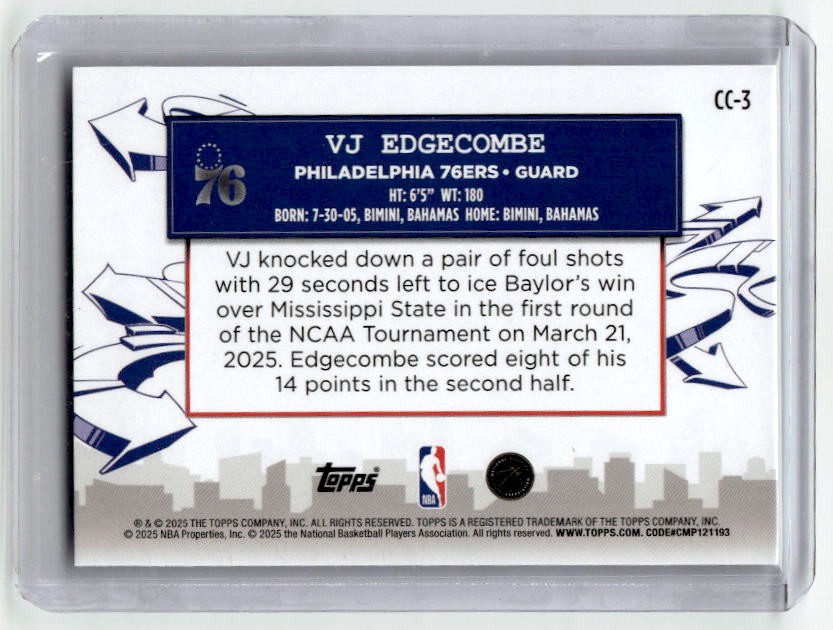 CC-3
76
VJ EDGECOMBE
PHILADELPHIA 76ERS • GUARD
HT: 6'5" WT: 180
BORN: 7-30-05, BIMINI, BAHAMAS HOME: BIMINI, BAHAMAS
VJ knocked down a pair of foul shots
with 29 seconds left to ice Baylor's win
over Mississippi State in the first round
of the NCAA Tournament on March 21,
2025. Edgecombe scored eight of his
14 points in the second half.
Topps®
NBA
® & © 2025 THE TOPPS COMPANY, INC. ALL RIGHTS RESERVED. TOPPS IS A REGISTERED TRADEMARK OF THE TOPPS COMPANY, INC.
© 2025 NBA Properties, Inc. © 2025 the National Basketball Players Association. All rights reserved. WWW.TOPPS.COM. CODE#CMP121193